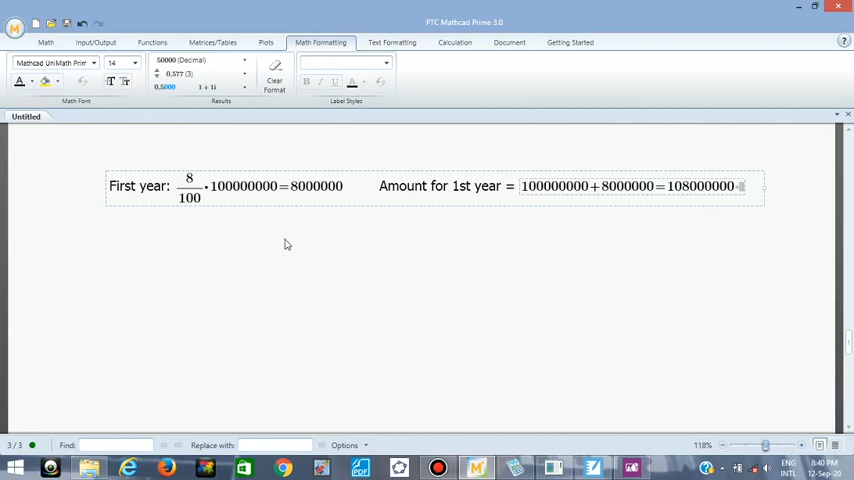 PTC Mathcad Prime 3.0
Math Input/Output Functions Matrices/Tables Plots Math Formatting Text Formatting Calculation Document Getting Started
Mathcad UniMath Prim 14 50000 (Decimal)
A 0.577 (3) Clear Format B I U A
0.5000 1 + 1i
Math Font Results Label Styles
Untitled
First year: 8/100 · 100000000 = 8000000 Amount for 1st year = 100000000 + 8000000 = 108000000
3 / 3 Find: Replace with: Options 118%
ENG 8:40 PM
INTL 12-Sep-20